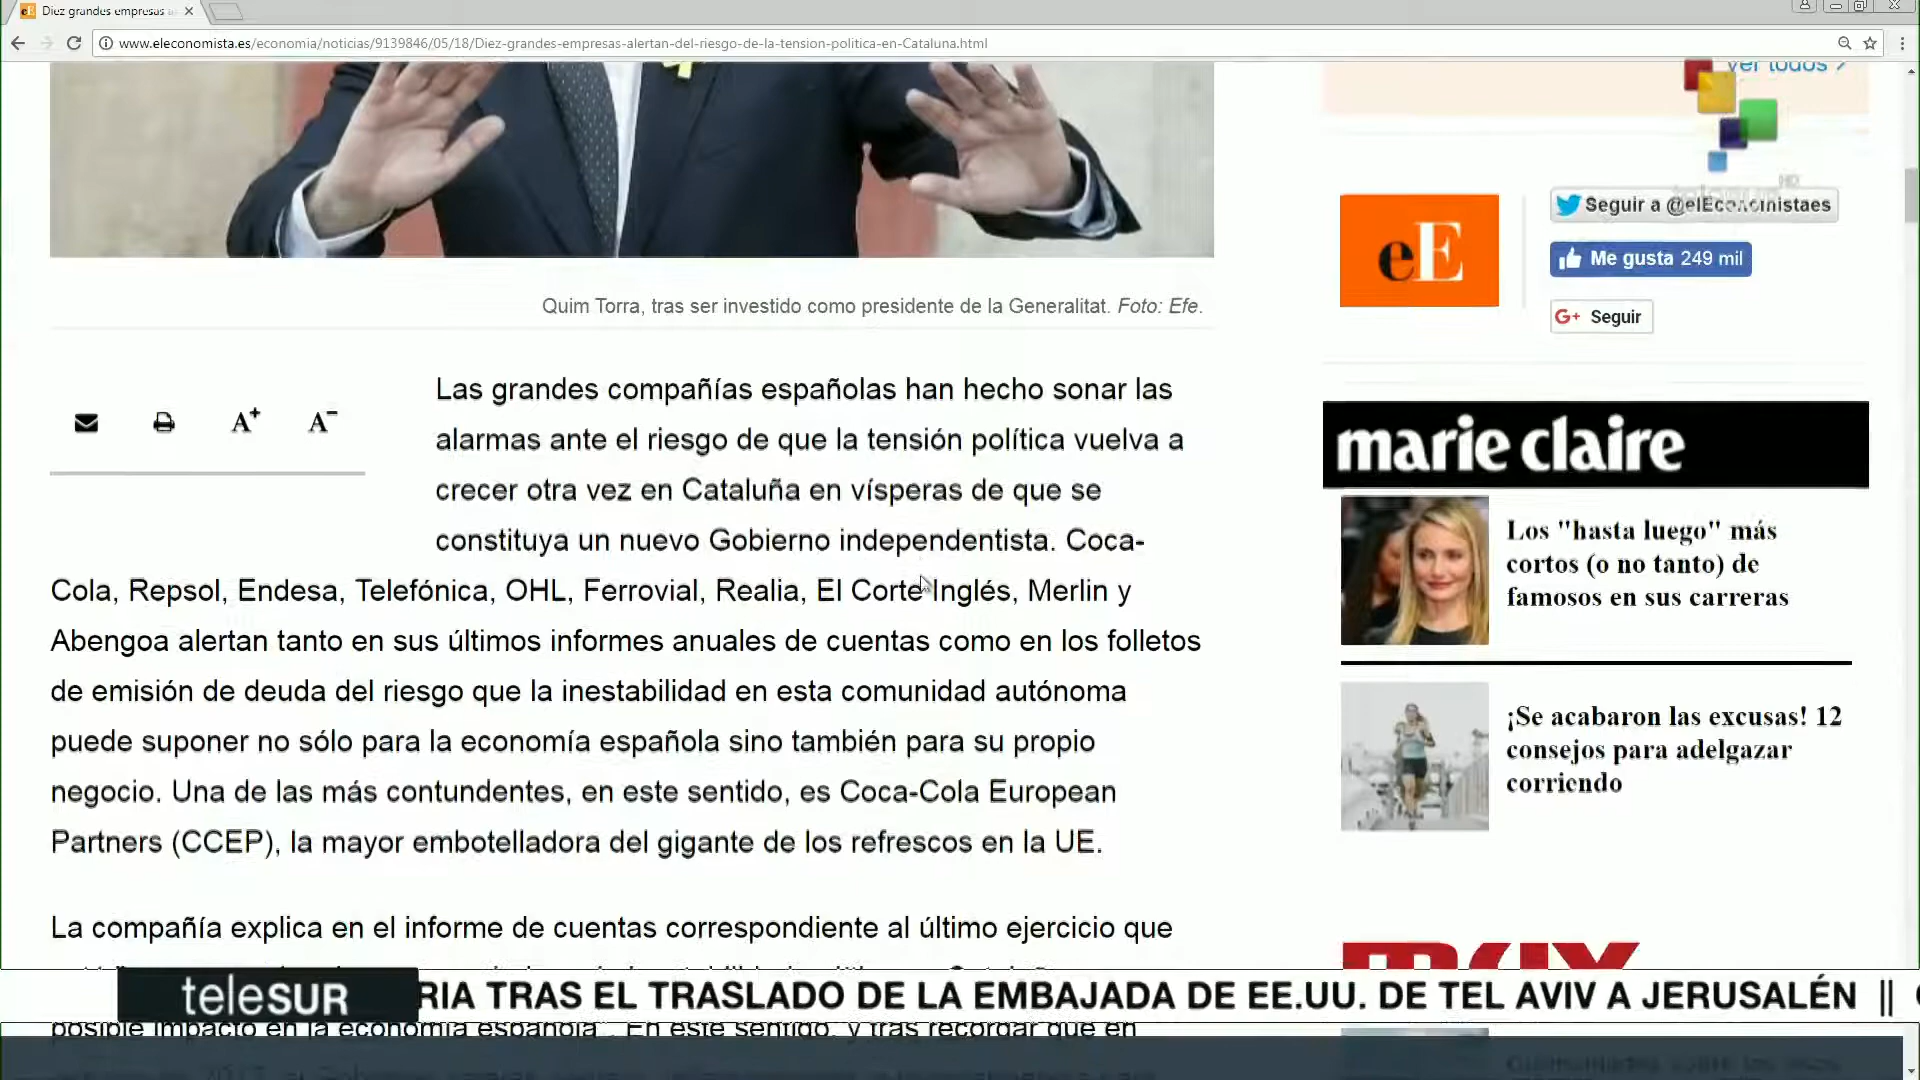 Diez grandes empresas a
www.eleconomista.es/economia/noticias/9139846/05/18/Diez-grandes-empresas-alertan-del-riesgo-de-la-tension-politica-en-Cataluna.html
Ver todos
HD
teleSUR
Seguir a @elEconomistaes
eE
Me gusta 249 mil
G+ Seguir
Quim Torra, tras ser investido como presidente de la Generalitat. Foto: Efe.
A+ A-
Las grandes compañías españolas han hecho sonar las
alarmas ante el riesgo de que la tensión política vuelva a
crecer otra vez en Cataluña en vísperas de que se
constituya un nuevo Gobierno independentista. Coca-
Cola, Repsol, Endesa, Telefónica, OHL, Ferrovial, Realia, El Corte Inglés, Merlin y
Abengoa alertan tanto en sus últimos informes anuales de cuentas como en los folletos
de emisión de deuda del riesgo que la inestabilidad en esta comunidad autónoma
puede suponer no sólo para la economía española sino también para su propio
negocio. Una de las más contundentes, en este sentido, es Coca-Cola European
Partners (CCEP), la mayor embotelladora del gigante de los refrescos en la UE.
La compañía explica en el informe de cuentas correspondiente al último ejercicio que
posible impacto en la economía española". En este sentido, y tras recordar que en
marie claire
Los "hasta luego" más
cortos (o no tanto) de
famosos en sus carreras
¡Se acabaron las excusas! 12
consejos para adelgazar
corriendo
teleSUR
RIA TRAS EL TRASLADO DE LA EMBAJADA DE EE.UU. DE TEL AVIV A JERUSALÉN ||